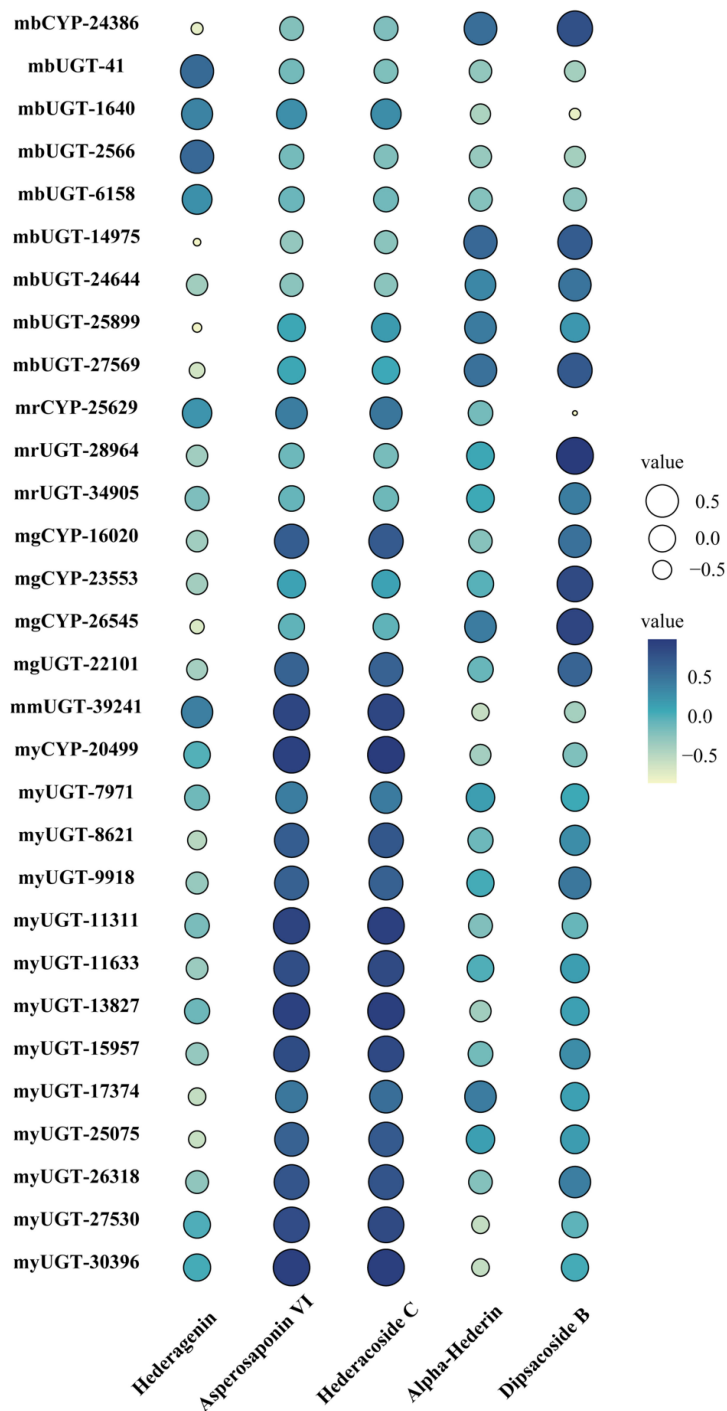 mbCYP-24386
mbUGT-41
mbUGT-1640
mbUGT-2566
mbUGT-6158
mbUGT-14975
mbUGT-24644
mbUGT-25899
mbUGT-27569
mrCYP-25629
mrUGT-28964
mrUGT-34905
mgCYP-16020
mgCYP-23553
mgCYP-26545
mgUGT-22101
mmUGT-39241
myCYP-20499
myUGT-7971
myUGT-8621
myUGT-9918
myUGT-11311
myUGT-11633
myUGT-13827
myUGT-15957
myUGT-17374
myUGT-25075
myUGT-26318
myUGT-27530
myUGT-30396
Hederagenin
Asperosaponin VI
Hederacoside C
Alpha-Hederin
Dipsacoside B
value
0.5
0.0
−0.5
value
0.5
0.0
−0.5